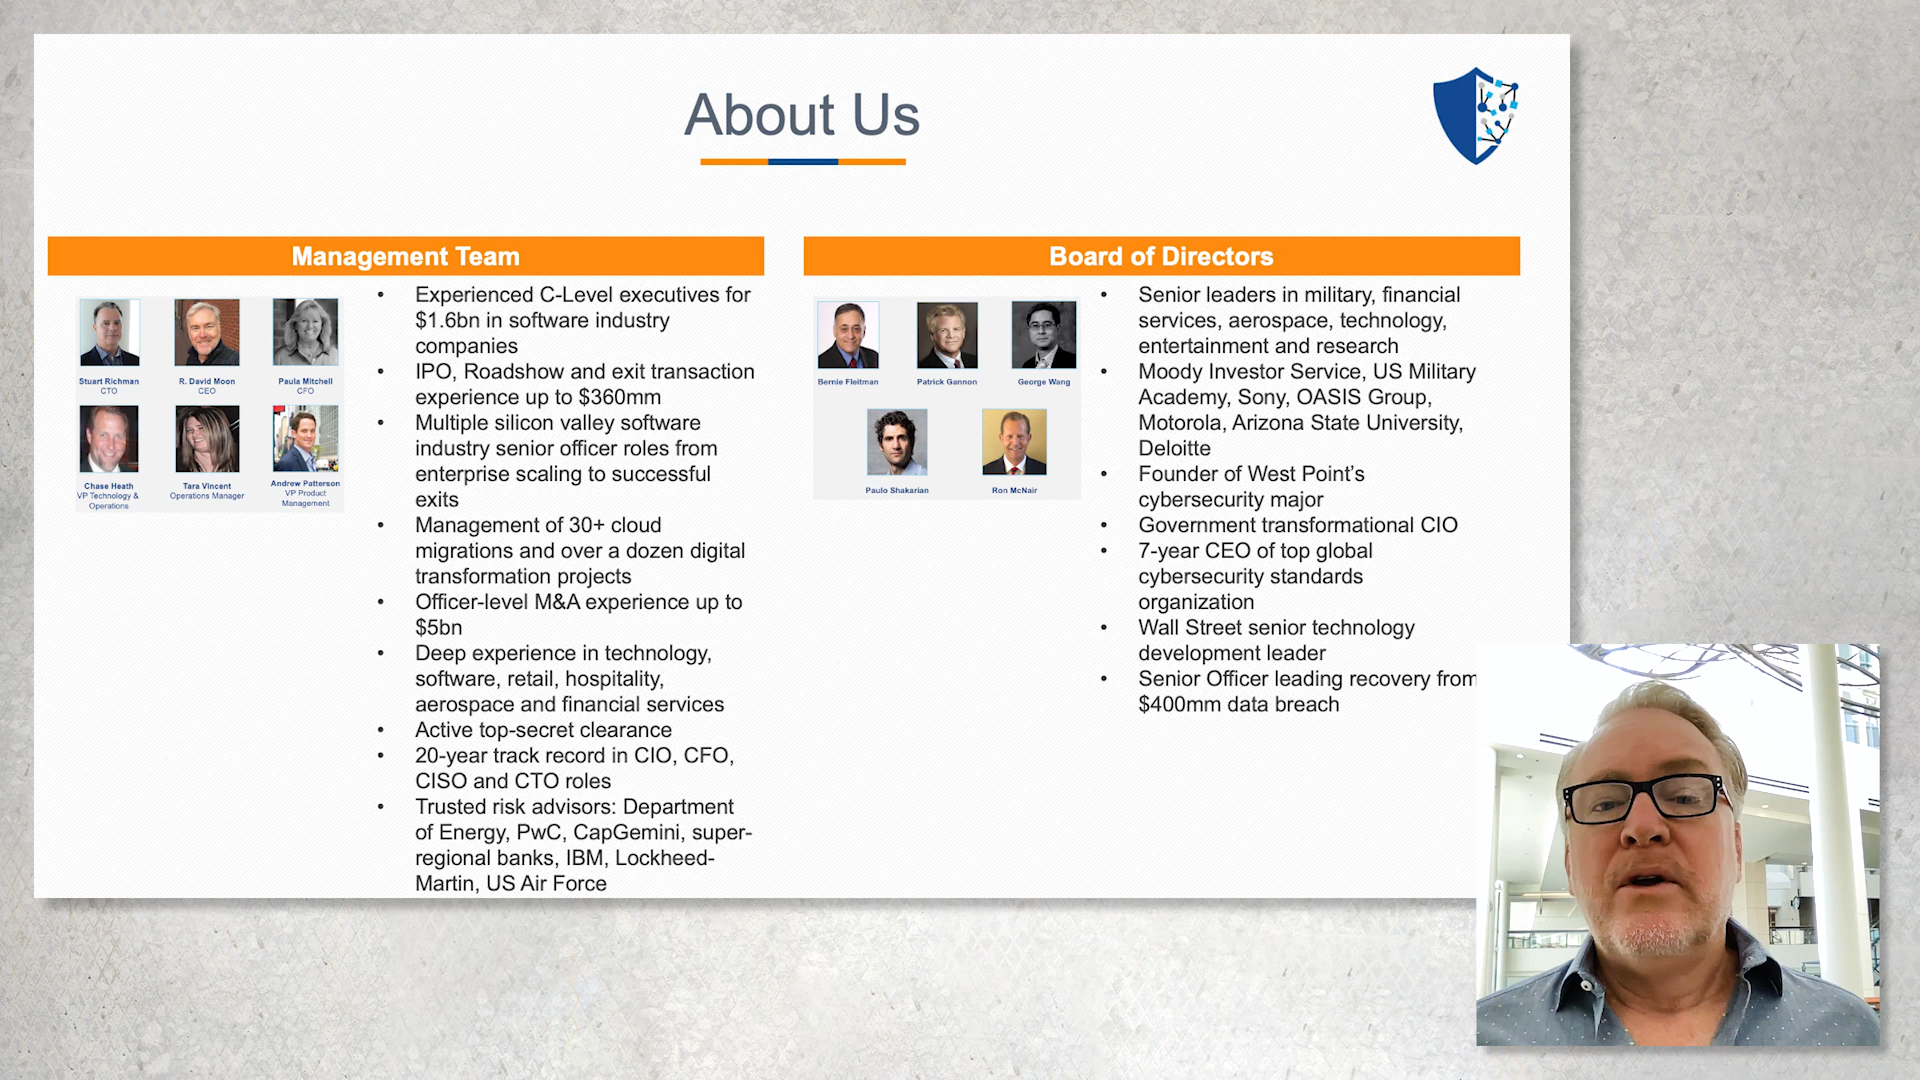 About Us
Management Team
Stuart Richman
CTO
R. David Moon
CEO
Paula Mitchell
CFO
Chase Heath
VP Technology &
Operations
Tara Vincent
Operations Manager
Andrew Patterson
VP Product
Management
• Experienced C-Level executives for
$1.6bn in software industry
companies
• IPO, Roadshow and exit transaction
experience up to $360mm
• Multiple silicon valley software
industry senior officer roles from
enterprise scaling to successful
exits
• Management of 30+ cloud
migrations and over a dozen digital
transformation projects
• Officer-level M&A experience up to
$5bn
• Deep experience in technology,
software, retail, hospitality,
aerospace and financial services
• Active top-secret clearance
• 20-year track record in CIO, CFO,
CISO and CTO roles
• Trusted risk advisors: Department
of Energy, PwC, CapGemini, super-
regional banks, IBM, Lockheed-
Martin, US Air Force
Board of Directors
Bernie Fleitman
Patrick Gannon
George Wang
Paulo Shakarian
Ron McNair
• Senior leaders in military, financial
services, aerospace, technology,
entertainment and research
• Moody Investor Service, US Military
Academy, Sony, OASIS Group,
Motorola, Arizona State University,
Deloitte
• Founder of West Point’s
cybersecurity major
• Government transformational CIO
• 7-year CEO of top global
cybersecurity standards
organization
• Wall Street senior technology
development leader
• Senior Officer leading recovery from
$400mm data breach